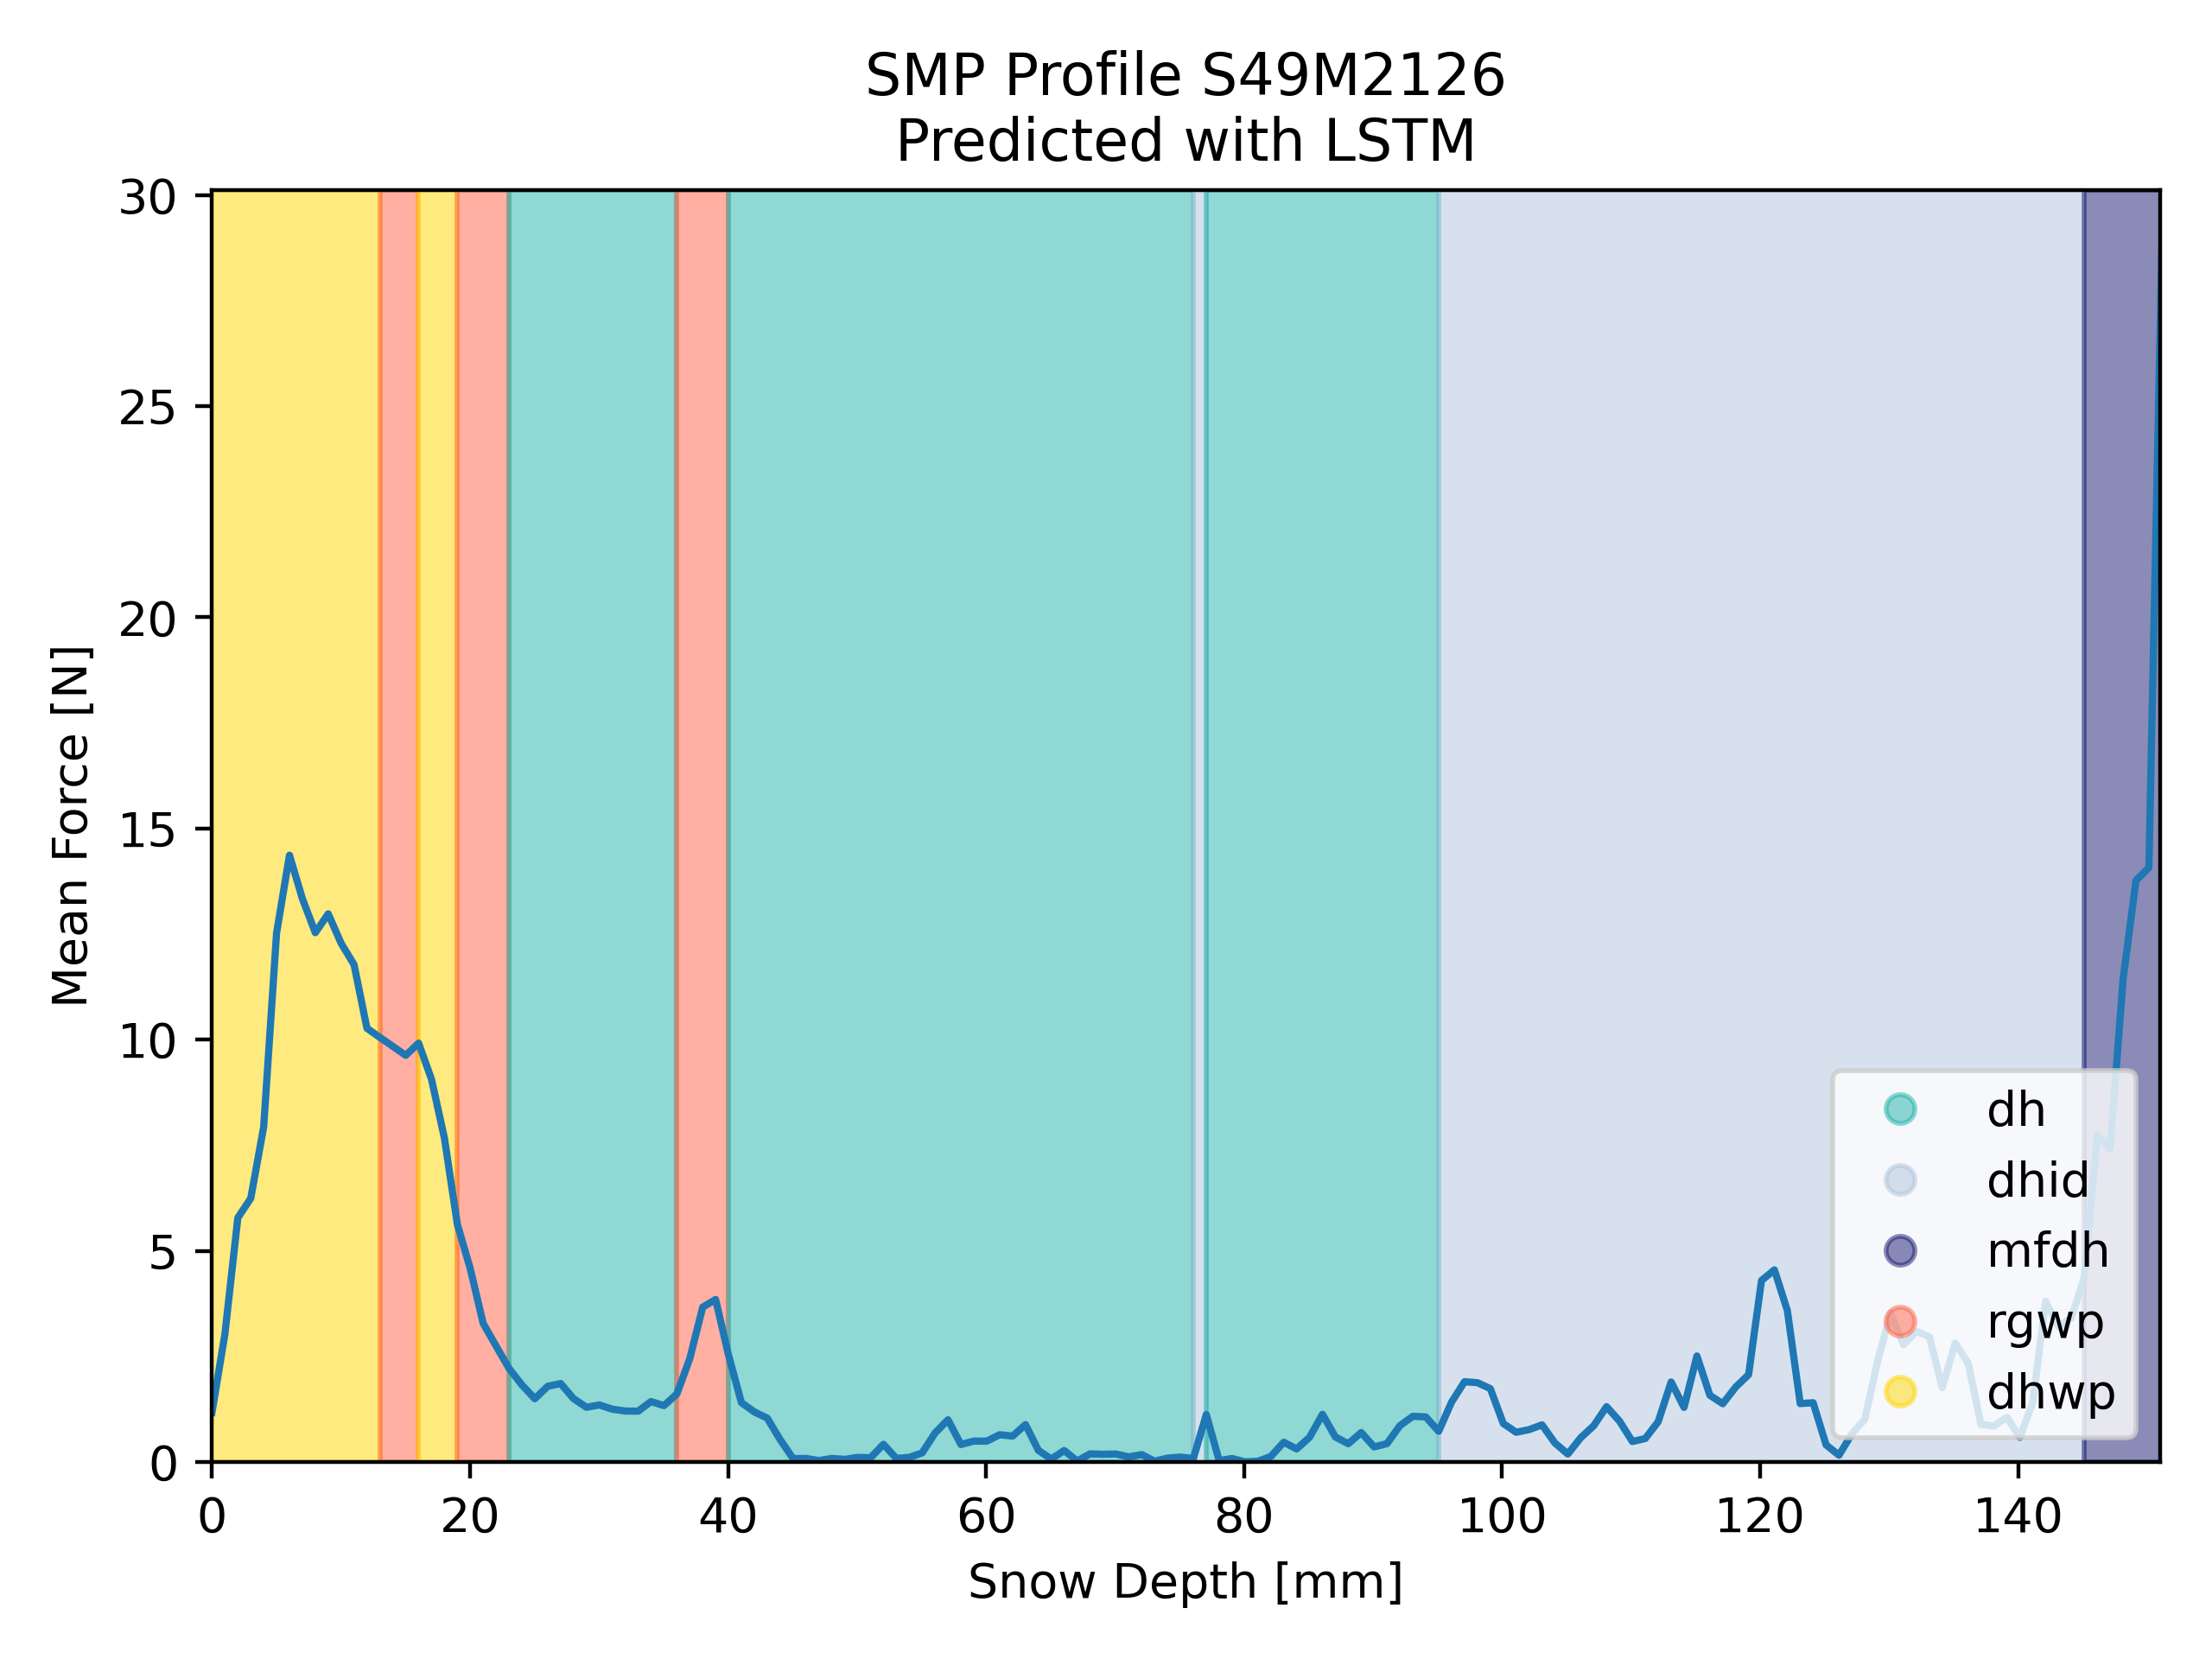 SMP Profile S49M2126
Predicted with LSTM
30
25
20
15
10
5
0
Mean Force [N]
dh
dhid
mfdh
rgwp
dhwp
0 20 40 60 80 100 120 140
Snow Depth [mm]